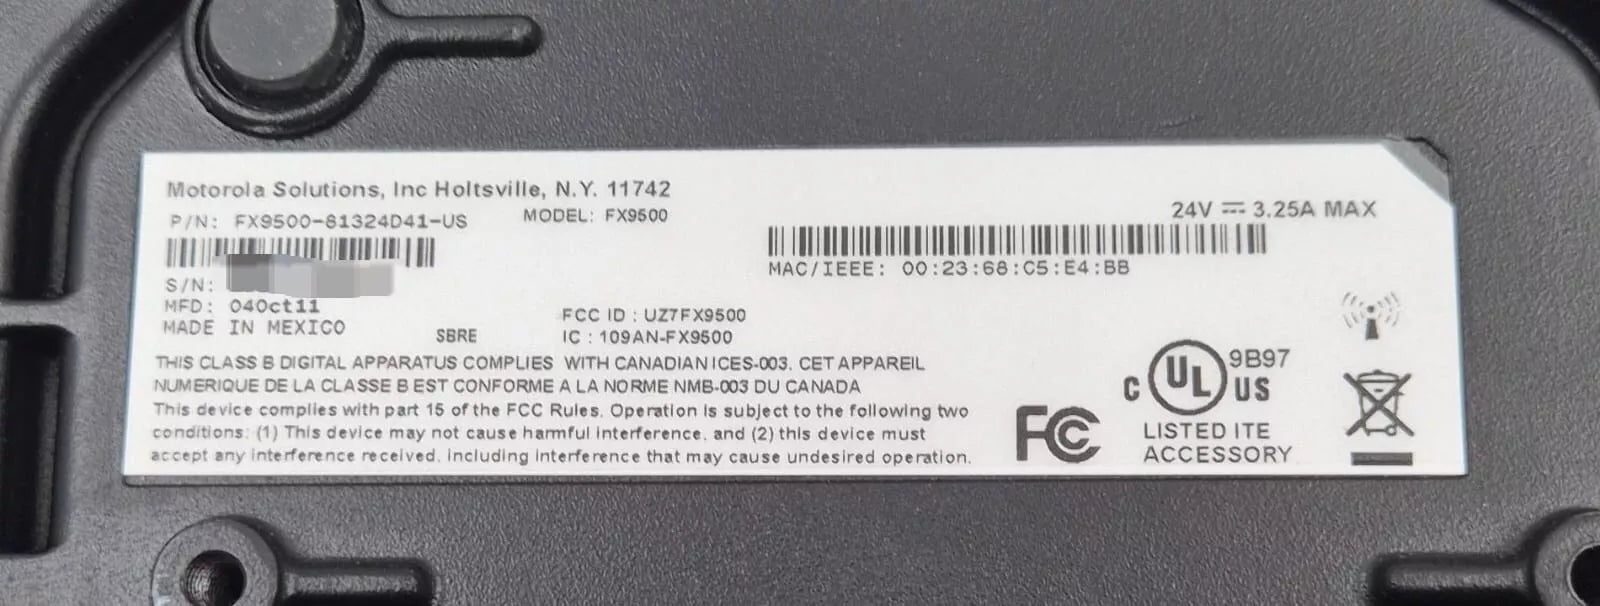 Motorola Solutions, Inc Holtsville, N.Y. 11742
P/N: FX9500-81324D41-US MODEL: FX9500
24V ⎓ 3.25A MAX
MAC/IEEE: 00:23:68:C5:E4:BB
S/N:
MFD: 04Oct11
MADE IN MEXICO
SBRE
FCC ID : UZ7FX9500
IC : 109AN-FX9500
THIS CLASS B DIGITAL APPARATUS COMPLIES WITH CANADIAN ICES-003. CET APPAREIL
NUMERIQUE DE LA CLASSE B EST CONFORME A LA NORME NMB-003 DU CANADA
This device complies with part 15 of the FCC Rules. Operation is subject to the following two
conditions: (1) This device may not cause harmful interference, and (2) this device must
accept any interference received, including interference that may cause undesired operation.
FC
C UL US 9B97
LISTED ITE
ACCESSORY